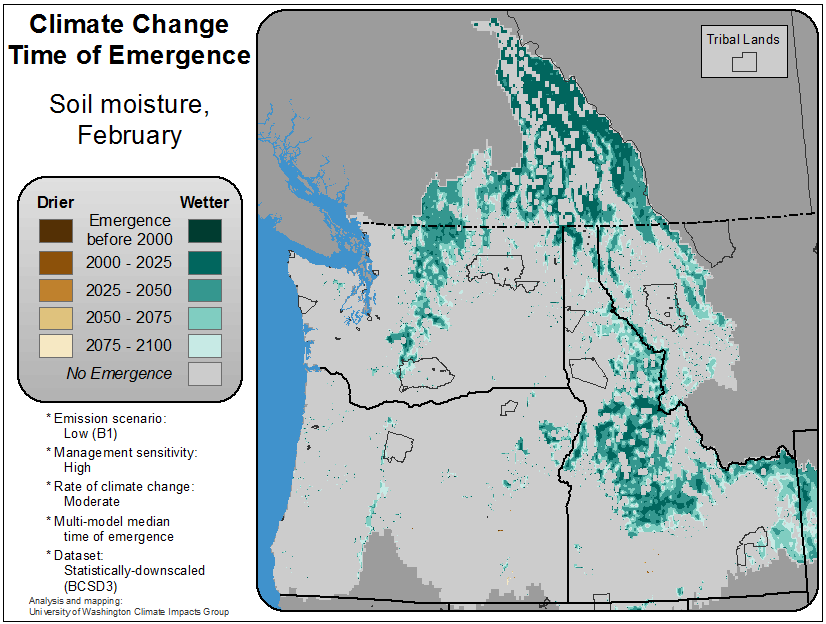 Climate Change
Time of Emergence
Soil moisture,
February
Drier
Wetter
Emergence
before 2000
2000 - 2025
2025 - 2050
2050 - 2075
2075 - 2100
No Emergence
* Emission scenario:
Low (B1)
* Management sensitivity:
High
* Rate of climate change:
Moderate
* Multi-model median
time of emergence
* Dataset:
Statistically-downscaled
(BCSD3)
Analysis and mapping:
University of Washington Climate Impacts Group
Tribal Lands